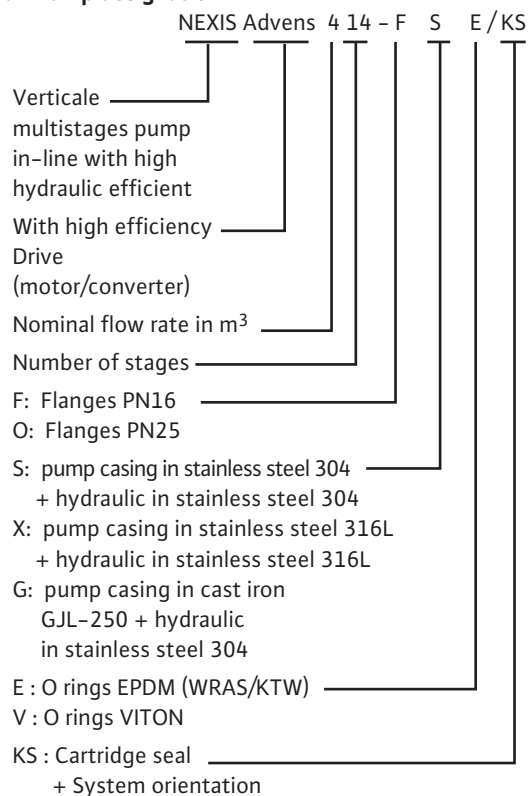 NEXIS Advens 4 14 - F S E / KS
Verticale
multistages pump
in-line with high
hydraulic efficient
With high efficiency
Drive
(motor/converter)
Nominal flow rate in m³
Number of stages
F: Flanges PN16
O: Flanges PN25
S: pump casing in stainless steel 304
+ hydraulic in stainless steel 304
X: pump casing in stainless steel 316L
+ hydraulic in stainless steel 316L
G: pump casing in cast iron
GJL-250 + hydraulic
in stainless steel 304
E : O rings EPDM (WRAS/KTW)
V : O rings VITON
KS : Cartridge seal
+ System orientation